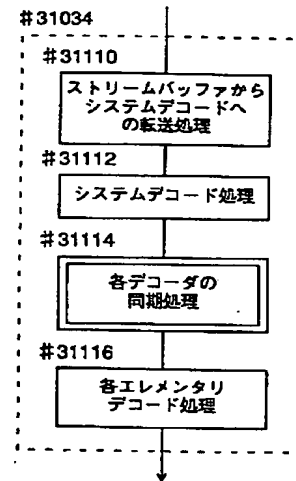 #31034
#31110
ストリームバッファから
システムデコードへ
の転送処理
#31112
システムデコード処理
#31114
各デコーダの
同期処理
#31116
各エレメンタリ
デコード処理